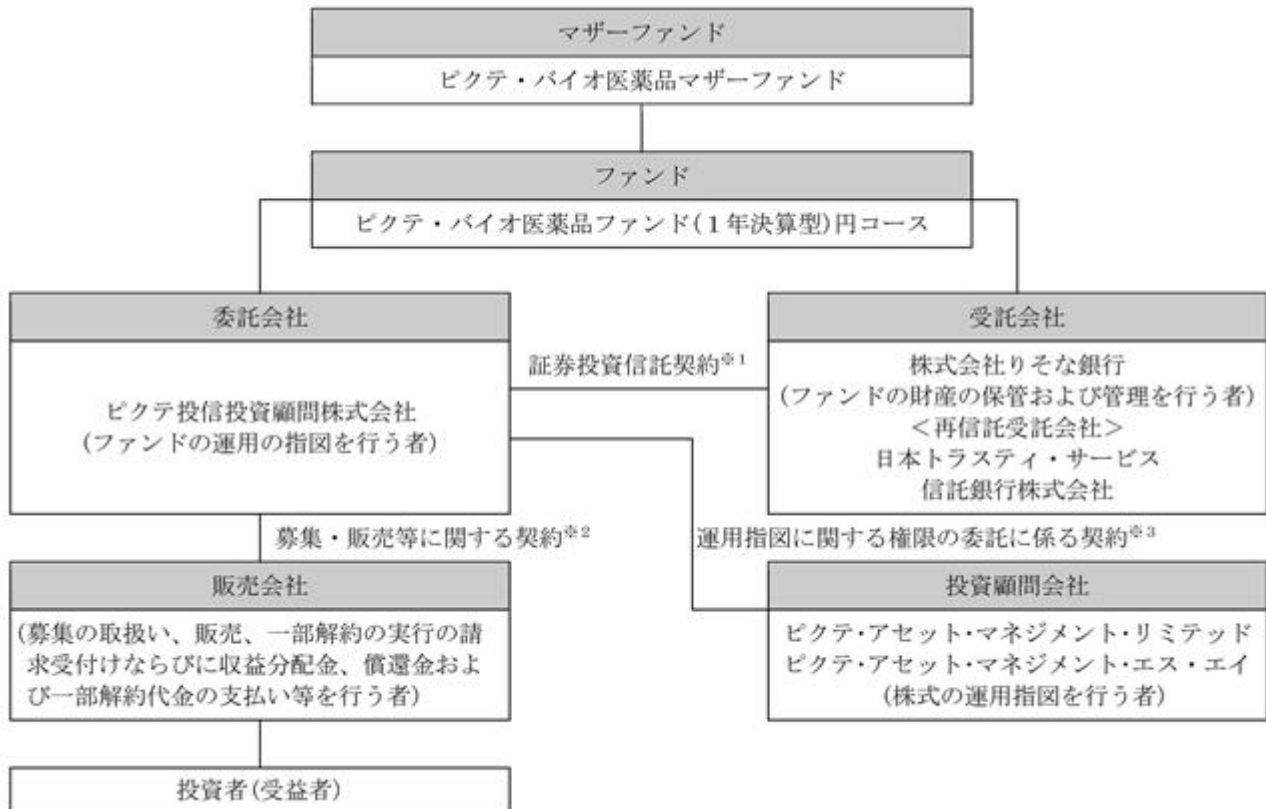 マザーファンド
ピクテ・バイオ医薬品マザーファンド
ファンド
ピクテ・バイオ医薬品ファンド(１年決算型)円コース
委託会社
ピクテ投信投資顧問株式会社
(ファンドの運用の指図を行う者)
証券投資信託契約※1
受託会社
株式会社りそな銀行
(ファンドの財産の保管および管理を行う者)
＜再信託受託会社＞
日本トラスティ・サービス
信託銀行株式会社
募集・販売等に関する契約※2
運用指図に関する権限の委託に係る契約※3
販売会社
(募集の取扱い、販売、一部解約の実行の請
求受付けならびに収益分配金、償還金およ
び一部解約代金の支払い等を行う者)
投資顧問会社
ピクテ・アセット・マネジメント・リミテッド
ピクテ・アセット・マネジメント・エス・エイ
(株式の運用指図を行う者)
投資者(受益者)